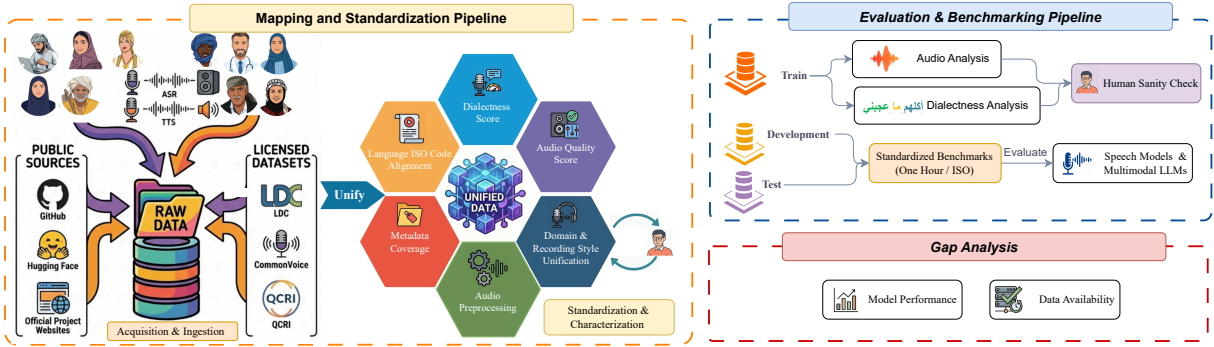 Mapping and Standardization Pipeline
ASR
TTS
PUBLIC
SOURCES
GitHub
Hugging Face
Official Project
Websites
RAW
DATA
LICENSED
DATASETS
LDC
LDC
CommonVoice
QCRI
QCRI
Acquisition & Ingestion
Unify
Dialectness
Score
Language ISO Code
Alignment
Audio Quality
Score
UNIFIED
DATA
Metadata
Coverage
Domain &
Recording Style
Unification
Audio
Preprocessing
Standardization &
Characterization
Evaluation & Benchmarking Pipeline
Train
Audio Analysis
أكلهم ما عجبني
Dialectness Analysis
Human Sanity Check
Development
Test
Standardized Benchmarks
(One Hour / ISO)
Evaluate
Speech Models &
Multimodal LLMs
Gap Analysis
Model Performance
Data Availability